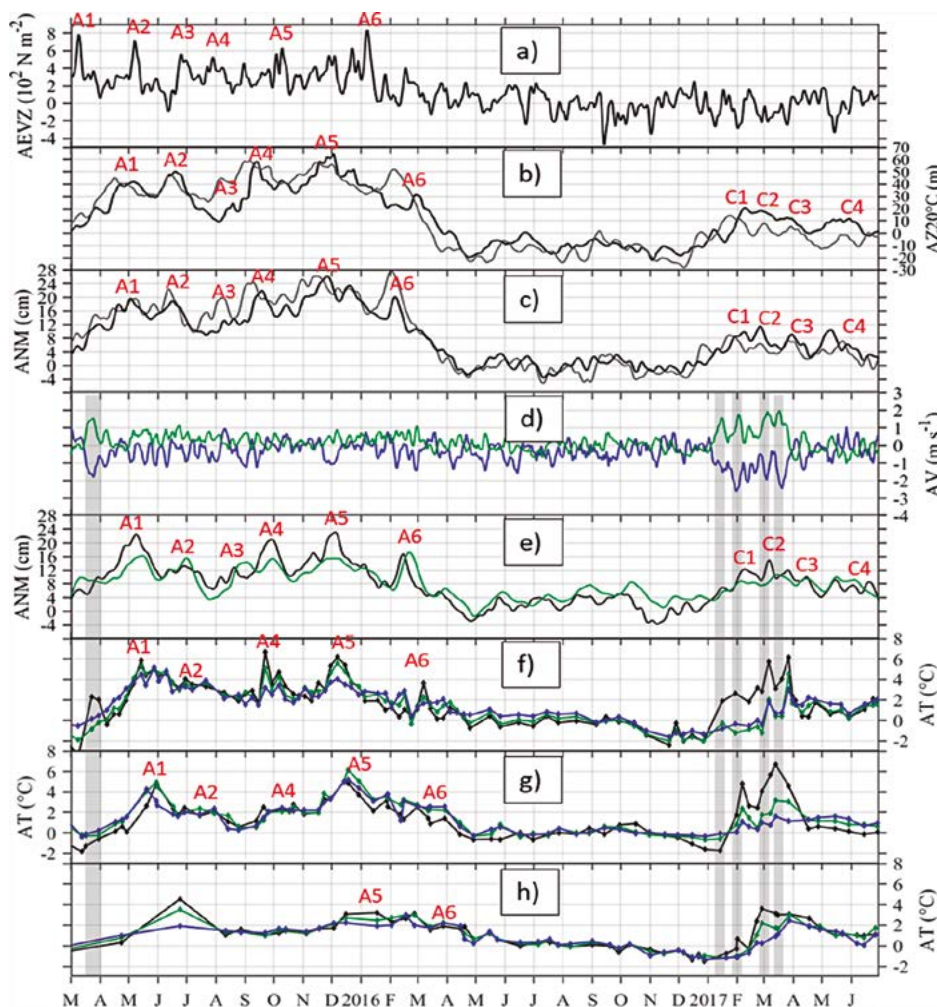 A1 A2 A3 A4 A5 A6
a)
AEVZ (10² N m⁻²)
8
6
4
2
0
-2
-4
70
b)
A1 A2 A3 A4 A5 A6
C1 C2 C3 C4
AZ20°C (m)
60
50
40
30
20
10
0
-10
-20
-30
28
c)
A1 A2 A3 A4 A5 A6
C1 C2 C3 C4
ANM (cm)
24
20
16
12
8
4
0
-4
d)
AV (m s⁻¹)
3
2
1
0
-1
-2
-3
-4
e)
A1 A2 A3 A4 A5 A6
C1 C2 C3 C4
ANM (cm)
28
24
20
16
12
8
4
0
-4
f)
A1 A2 A4 A5 A6
AT (°C)
8
6
4
2
0
-2
g)
A1 A2 A4 A5 A6
AT (°C)
8
6
4
2
0
-2
h)
A5 A6
AT (°C)
8
6
4
2
0
-2
M A M J J A S O N D 2016 F M A M J J A S O N D 2017 F M A M J